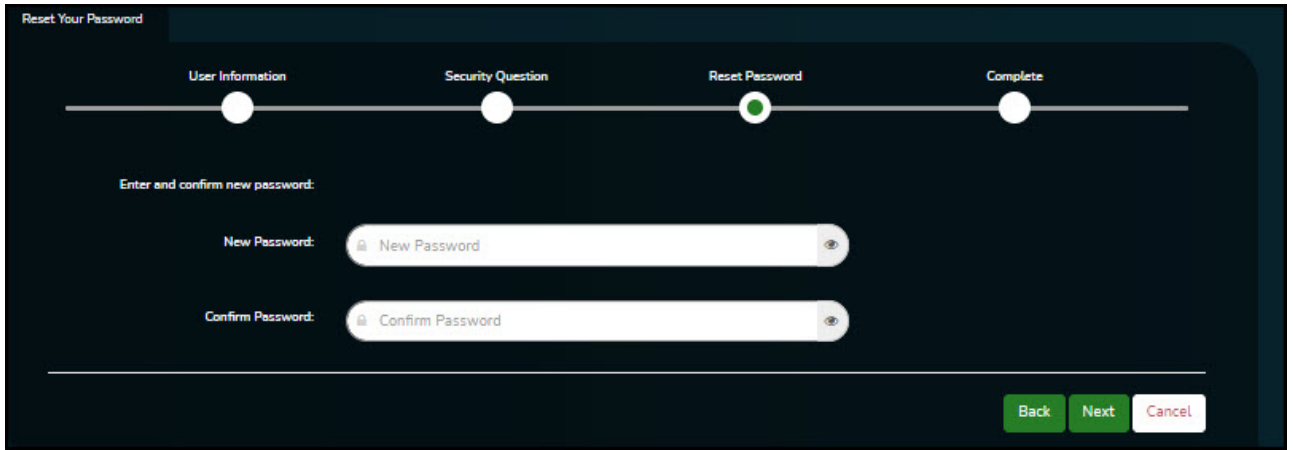 Reset Your Password
User Information Security Question Reset Password Complete
Enter and confirm new password:
New Password: New Password
Confirm Password: Confirm Password
Back Next Cancel